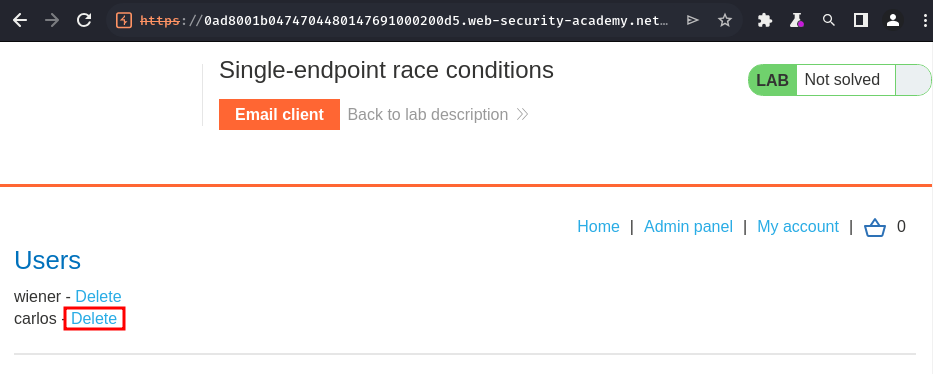 https://0ad8001b0474704480147691000200d5.web-security-academy.net...
Single-endpoint race conditions
LAB Not solved
Email client Back to lab description
Home | Admin panel | My account | 0
Users
wiener - Delete
carlos - Delete